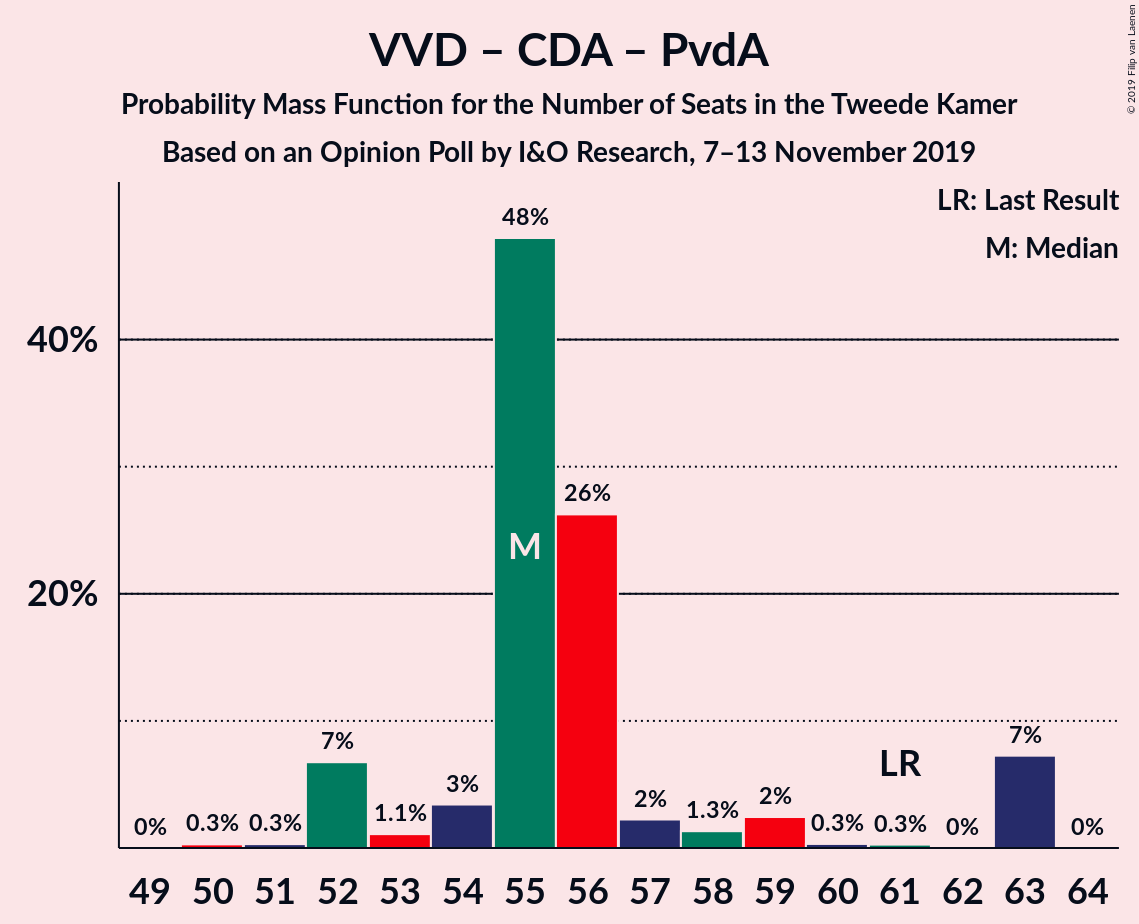 VVD – CDA – PvdA
Probability Mass Function for the Number of Seats in the Tweede Kamer
Based on an Opinion Poll by I&O Research, 7–13 November 2019
© 2019 Filip van Laenen
LR: Last Result
M: Median
48%
40%
26%
M
20%
7%
LR
7%
3%
2%
2%
1.1%
1.3%
0%
0.3%
0.3%
0.3%
0.3%
0%
0%
49 50 51 52 53 54 55 56 57 58 59 60 61 62 63 64